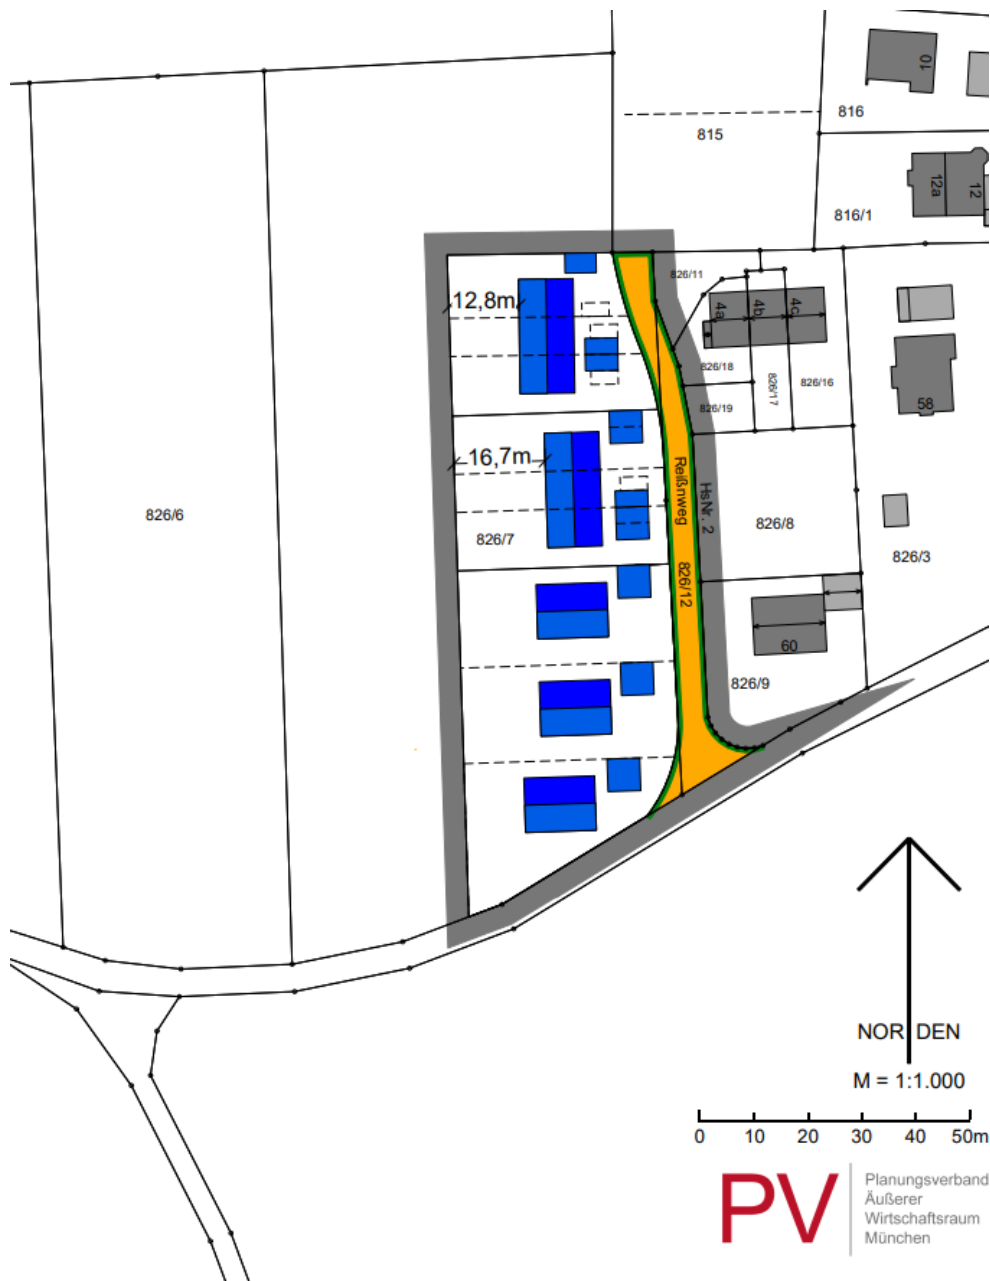 10
816
815
12a
12
816/1
826/11
12,8m
4a
4b
4c
826/18
826/17
826/16
826/19
58
16,7m
Reißnweg
HsNr. 2
826/6
826/7
826/8
826/3
826/12
60
826/9
NORDEN
M = 1:1.000
0 10 20 30 40 50m
PV
Planungsverband
Äußerer
Wirtschaftsraum
München